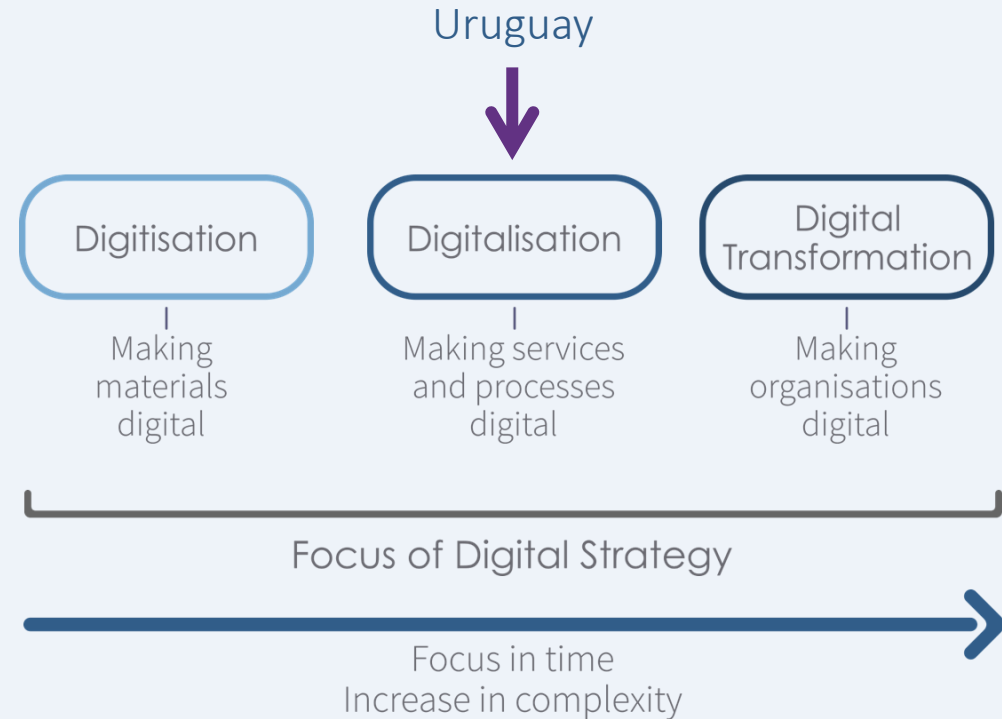 Uruguay
Digitisation
Digitalisation
Digital
Transformation
Making
materials
digital
Making services
and processes
digital
Making
organisations
digital
Focus of Digital Strategy
Focus in time
Increase in complexity